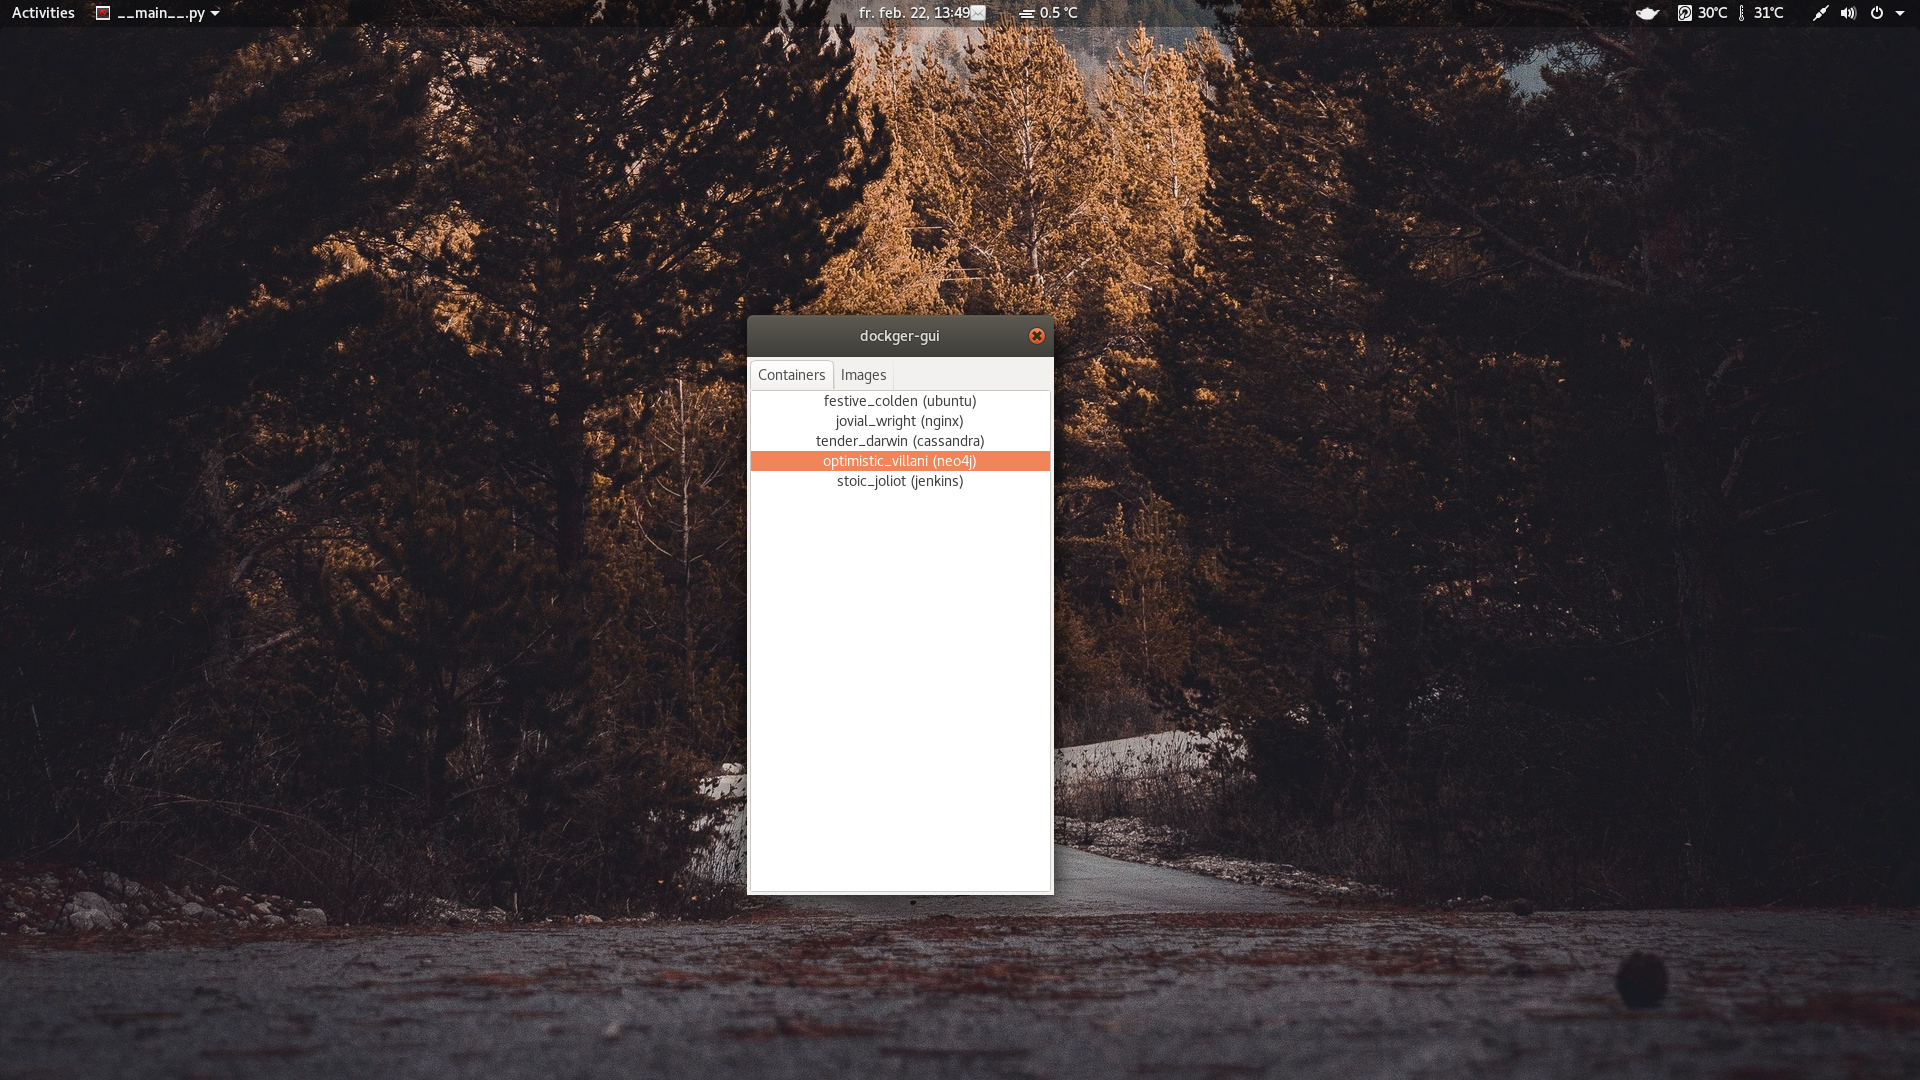 Activities
__main__.py
fr. feb. 22, 13:49
0.5 °C
30°C
31°C
dockger-gui
Containers
Images
festive_colden (ubuntu)
jovial_wright (nginx)
tender_darwin (cassandra)
optimistic_villani (neo4j)
stoic_joliot (jenkins)